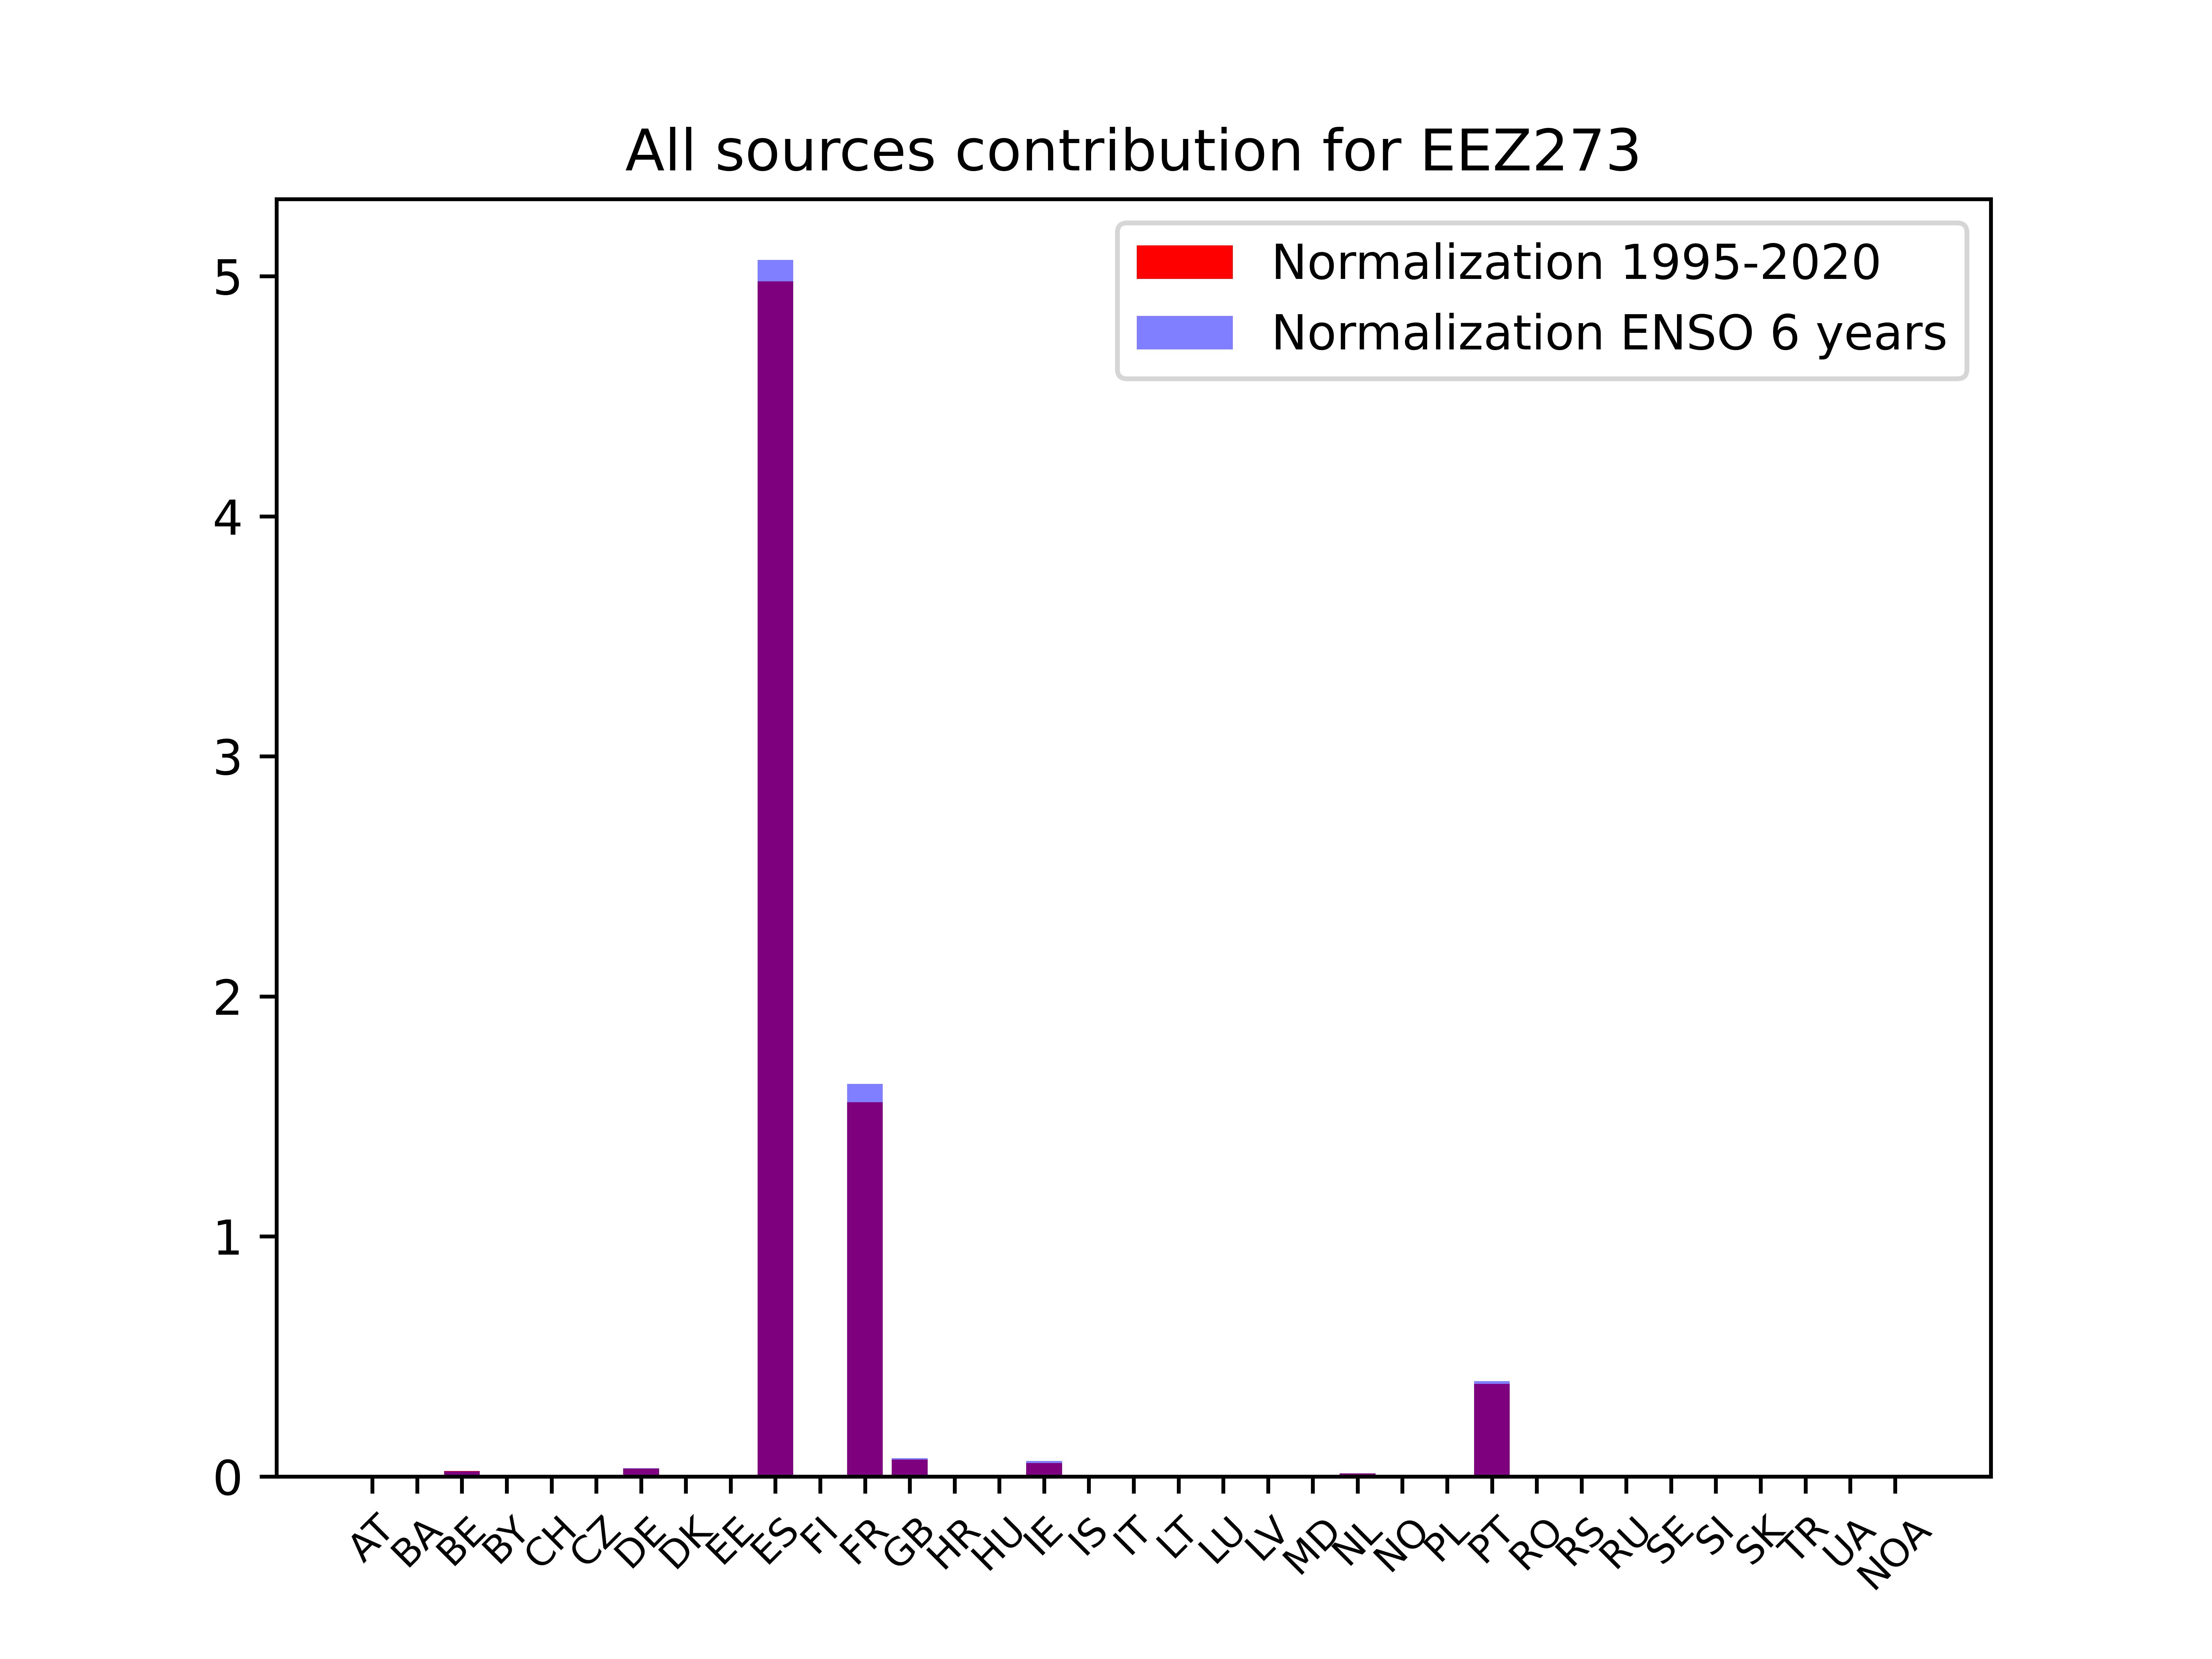 All sources contribution for EEZ273
Normalization 1995-2020
Normalization ENSO 6 years
5
4
3
2
1
0
AT BA BE BY CH CZ DE DK EE ES FI FR GB HR HU IE IS IT LT LU LV MD NL NO PL PT RO RS RU SE SI SK TR UA NOA